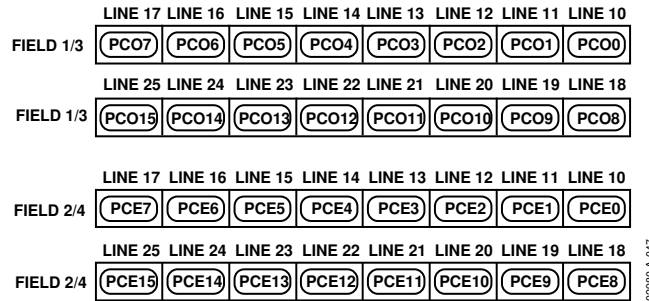 LINE 17 LINE 16 LINE 15 LINE 14 LINE 13 LINE 12 LINE 11 LINE 10
FIELD 1/3 PCO7 PCO6 PCO5 PCO4 PCO3 PCO2 PCO1 PCO0
LINE 25 LINE 24 LINE 23 LINE 22 LINE 21 LINE 20 LINE 19 LINE 18
FIELD 1/3 PCO15 PCO14 PCO13 PCO12 PCO11 PCO10 PCO9 PCO8
LINE 17 LINE 16 LINE 15 LINE 14 LINE 13 LINE 12 LINE 11 LINE 10
FIELD 2/4 PCE7 PCE6 PCE5 PCE4 PCE3 PCE2 PCE1 PCE0
LINE 25 LINE 24 LINE 23 LINE 22 LINE 21 LINE 20 LINE 19 LINE 18
FIELD 2/4 PCE15 PCE14 PCE13 PCE12 PCE11 PCE10 PCE9 PCE8